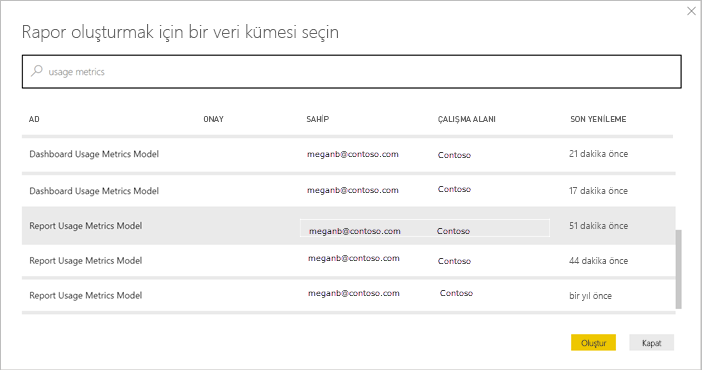 Rapor oluşturmak için bir veri kümesi seçin
usage metrics
AD ONAY SAHİP ÇALIŞMA ALANI SON YENİLEME
Dashboard Usage Metrics Model meganb@contoso.com Contoso 21 dakika önce
Dashboard Usage Metrics Model meganb@contoso.com Contoso 17 dakika önce
Report Usage Metrics Model meganb@contoso.com Contoso 51 dakika önce
Report Usage Metrics Model meganb@contoso.com Contoso 44 dakika önce
Report Usage Metrics Model meganb@contoso.com Contoso bir yıl önce
Oluştur Kapat